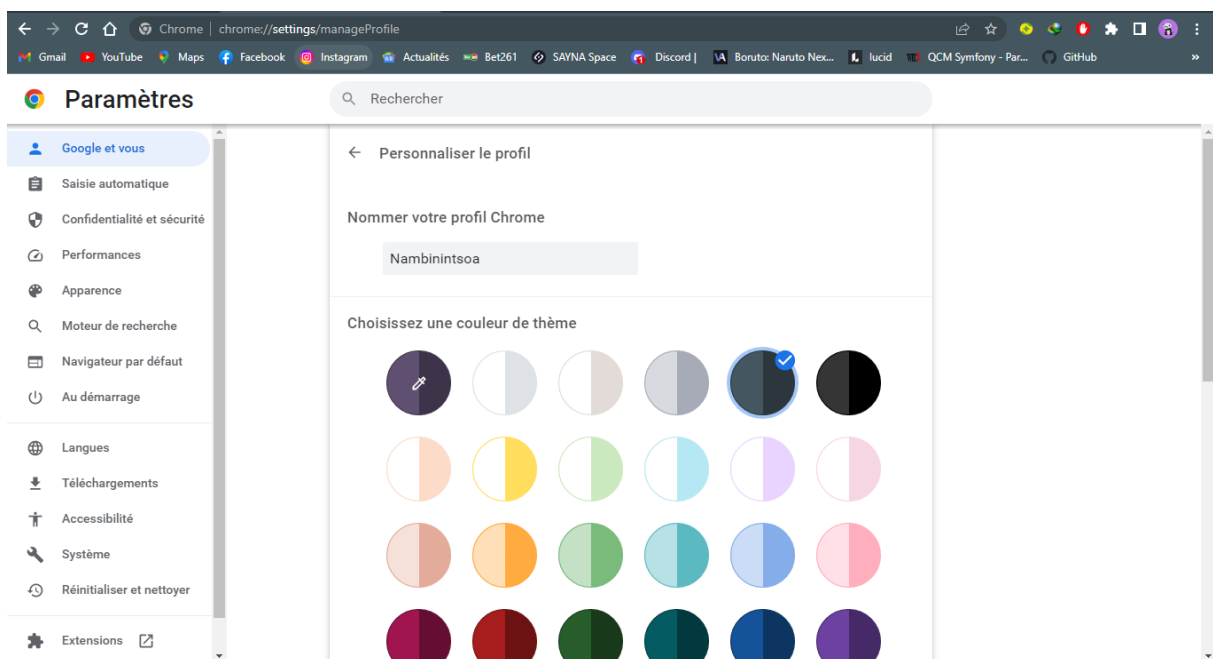 Chrome | chrome://settings/manageProfile
Gmail YouTube Maps Facebook Instagram Actualités Bet261 SAYNA Space Discord | Boruto: Naruto Nex... lucid QCM Symfony - Par... GitHub »
Paramètres
Rechercher
Google et vous
Saisie automatique
Confidentialité et sécurité
Performances
Apparence
Moteur de recherche
Navigateur par défaut
Au démarrage
Langues
Téléchargements
Accessibilité
Système
Réinitialiser et nettoyer
Extensions
Personnaliser le profil
Nommer votre profil Chrome
Nambinintsoa
Choisissez une couleur de thème